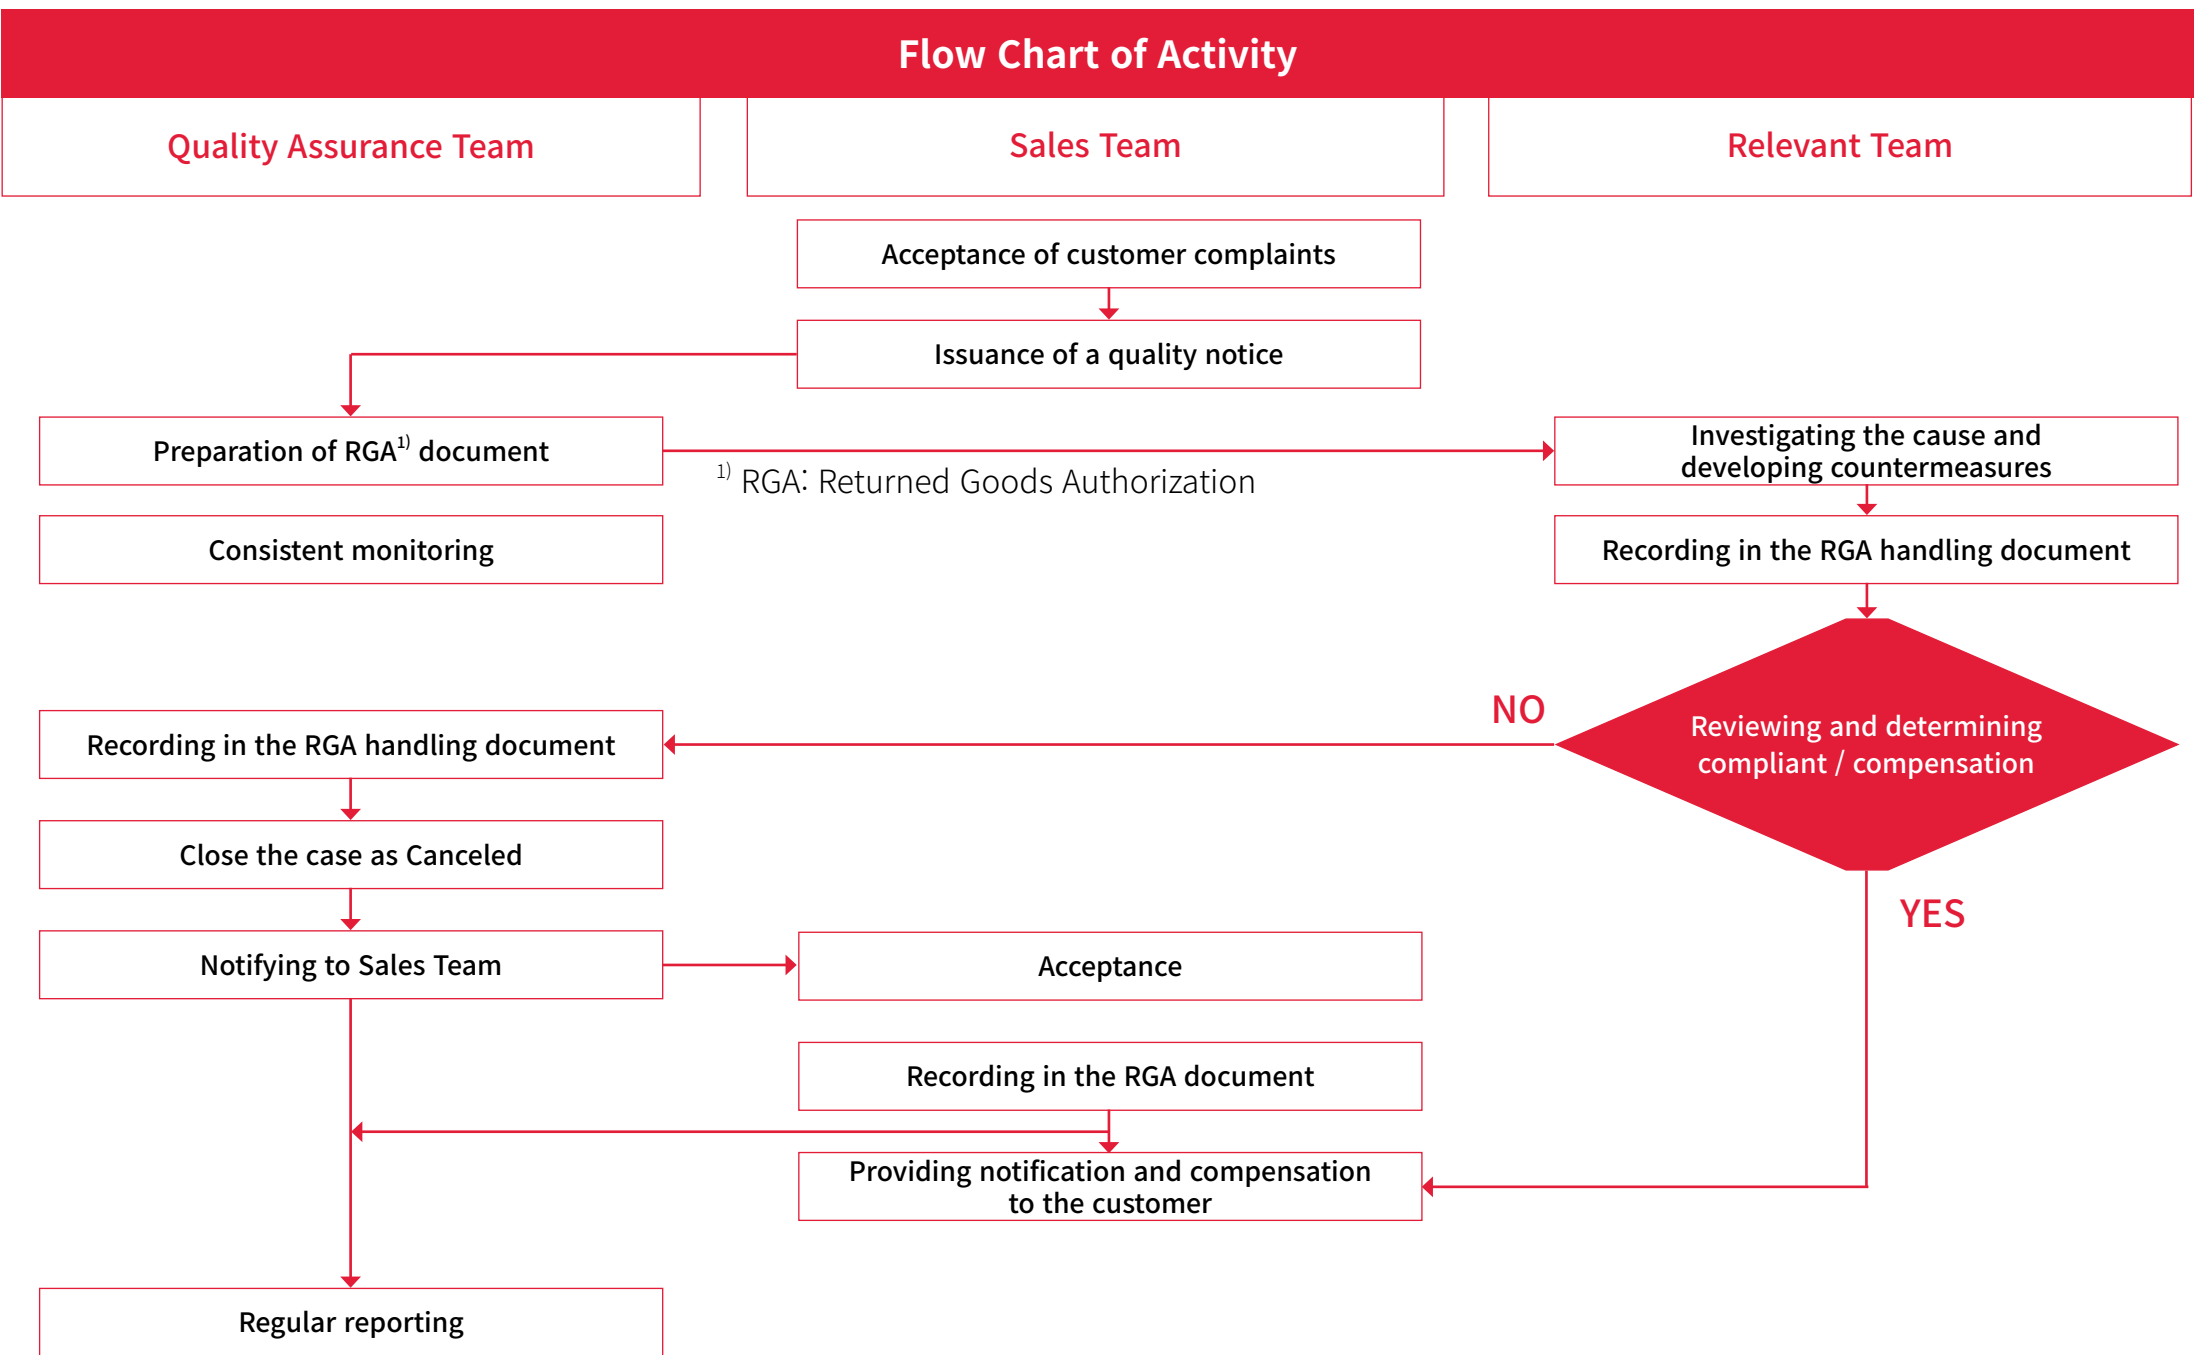 Flow Chart of Activity
Quality Assurance Team
Sales Team
Relevant Team
Acceptance of customer complaints
Issuance of a quality notice
Preparation of RGA1) document
1) RGA: Returned Goods Authorization
Investigating the cause and
developing countermeasures
Consistent monitoring
Recording in the RGA handling document
NO
Reviewing and determining
compliant / compensation
Recording in the RGA handling document
Close the case as Canceled
YES
Notifying to Sales Team
Acceptance
Recording in the RGA document
Providing notification and compensation
to the customer
Regular reporting